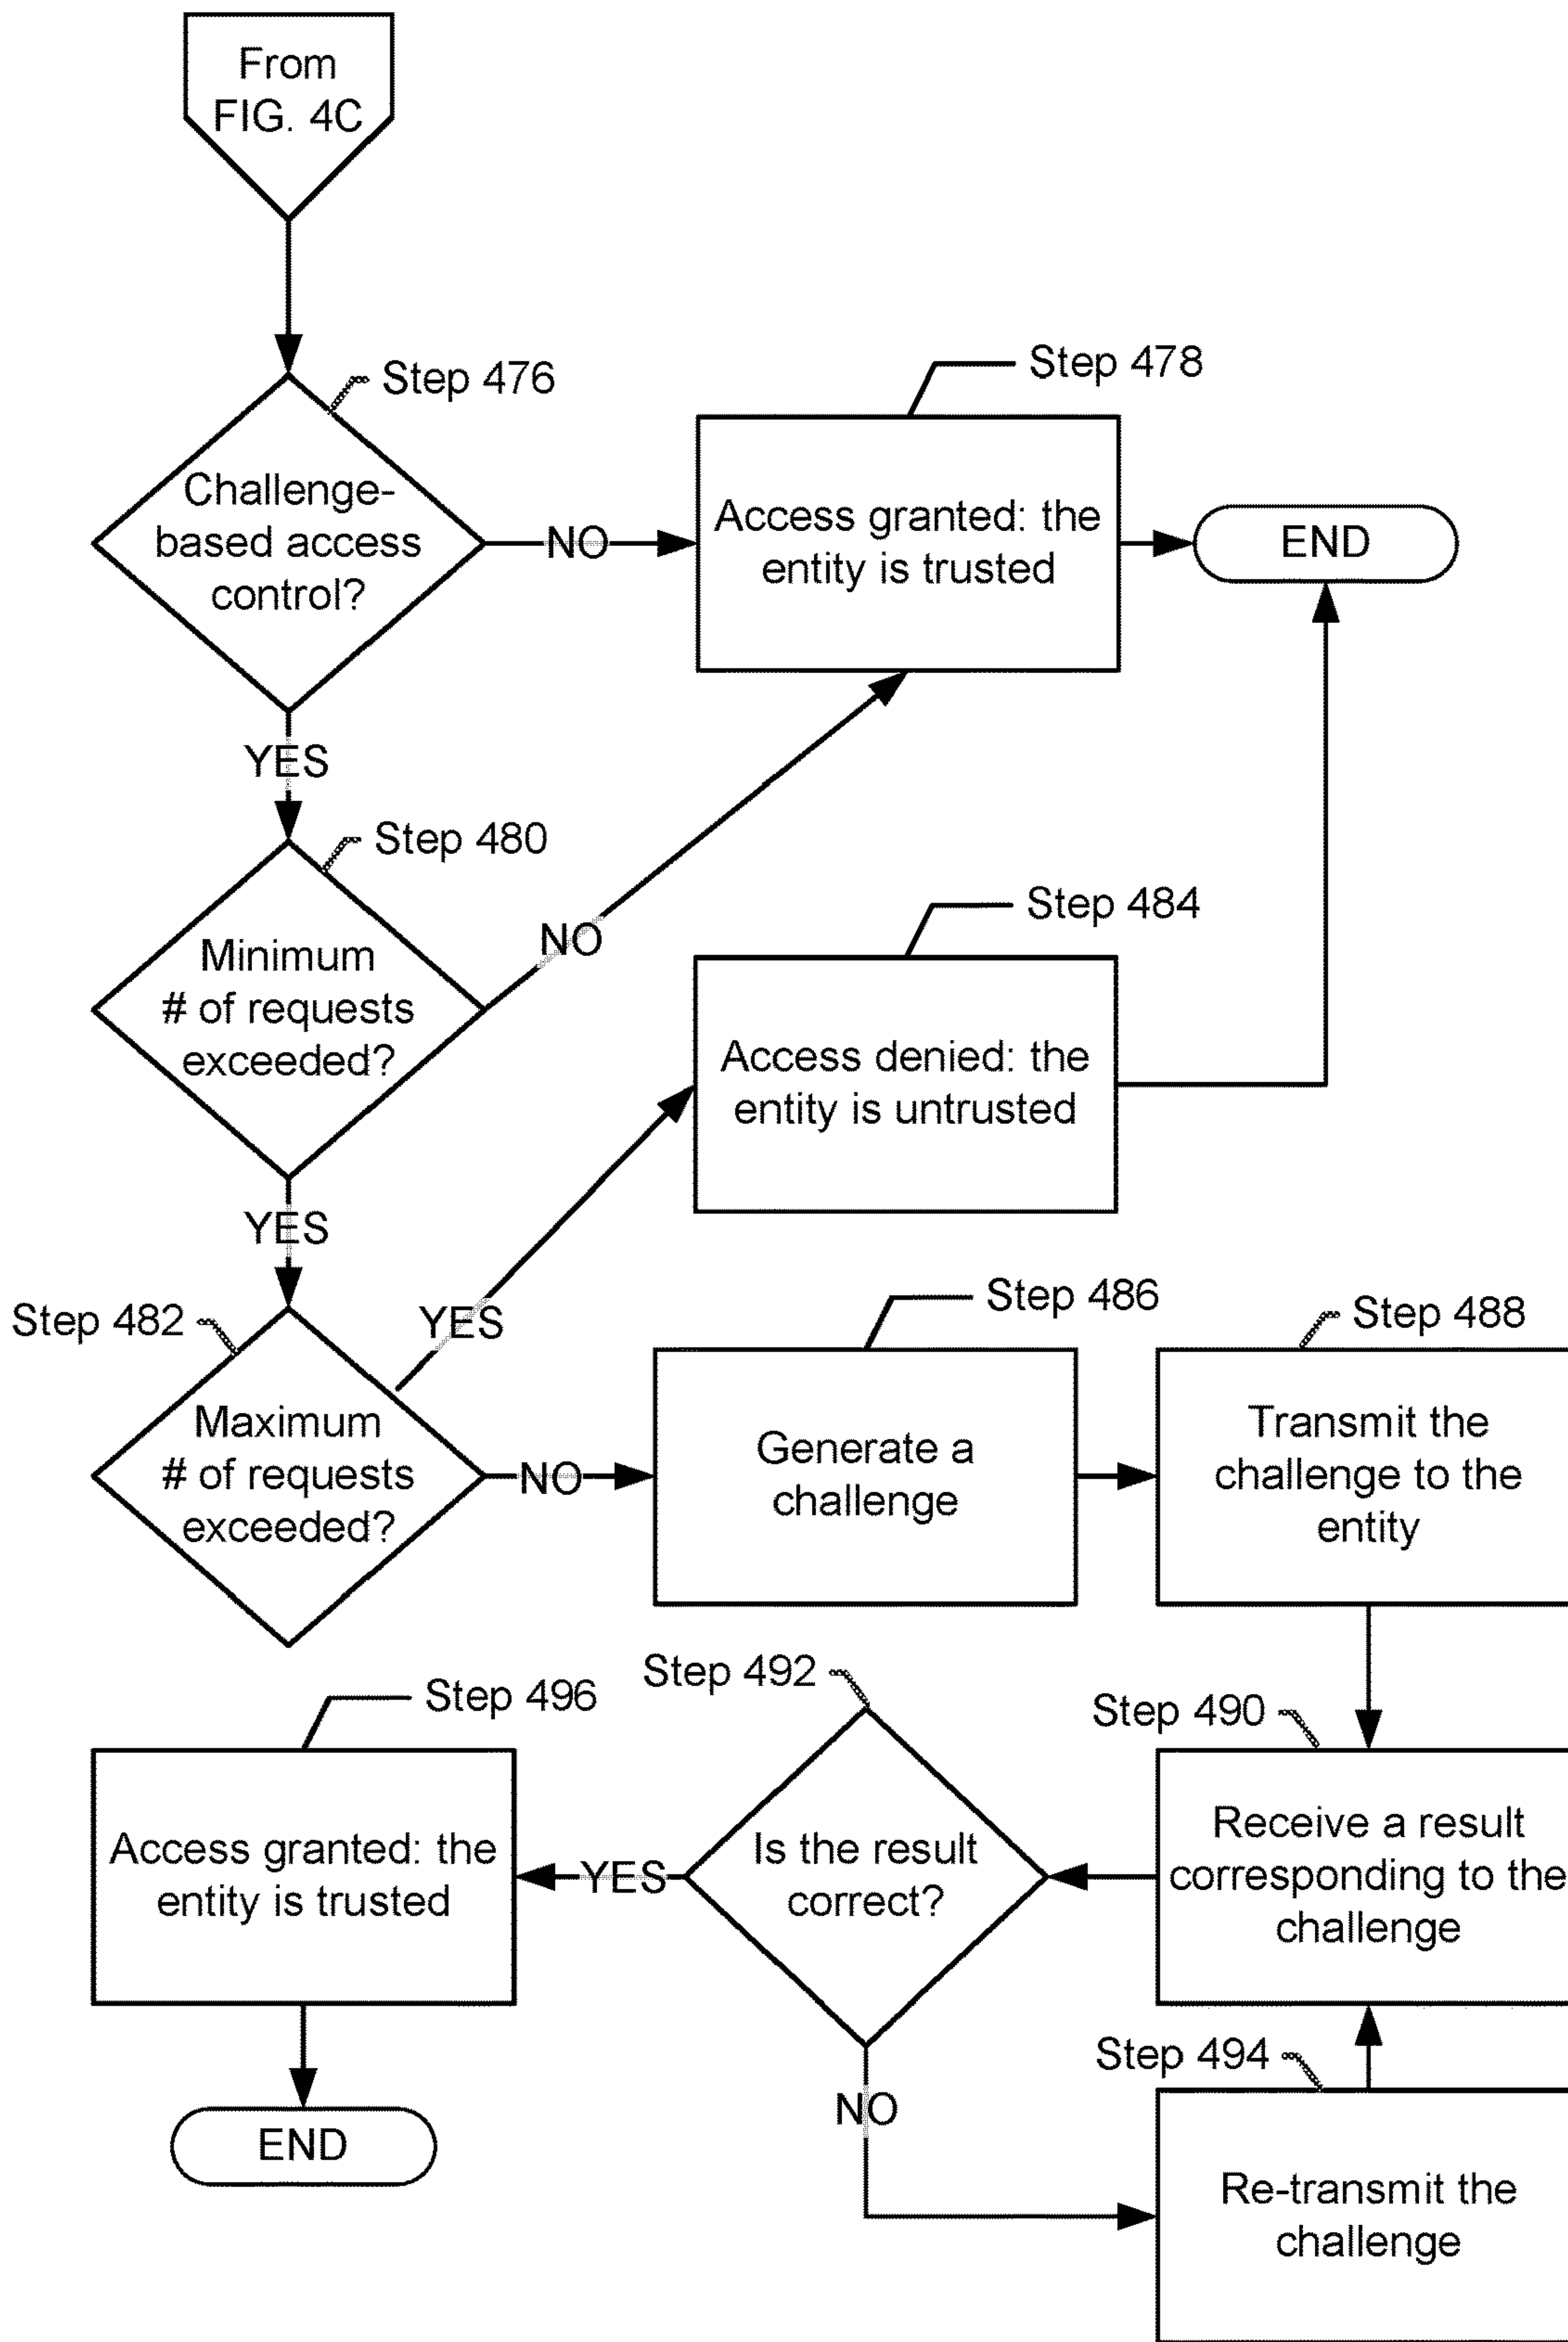 From
FIG. 4C
Step 476
Step 478
Challenge-
based access
control?
NO
Access granted: the
entity is trusted
END
YES
Step 480
Minimum
# of requests
exceeded?
NO
Step 484
Access denied: the
entity is untrusted
YES
Step 482
YES
Step 486
Step 488
Maximum
# of requests
exceeded?
NO
Generate a
challenge
Transmit the
challenge to the
entity
Step 496
Step 492
Step 490
Access granted: the
entity is trusted
YES
Is the result
correct?
Receive a result
corresponding to the
challenge
Step 494
NO
END
Re-transmit the
challenge